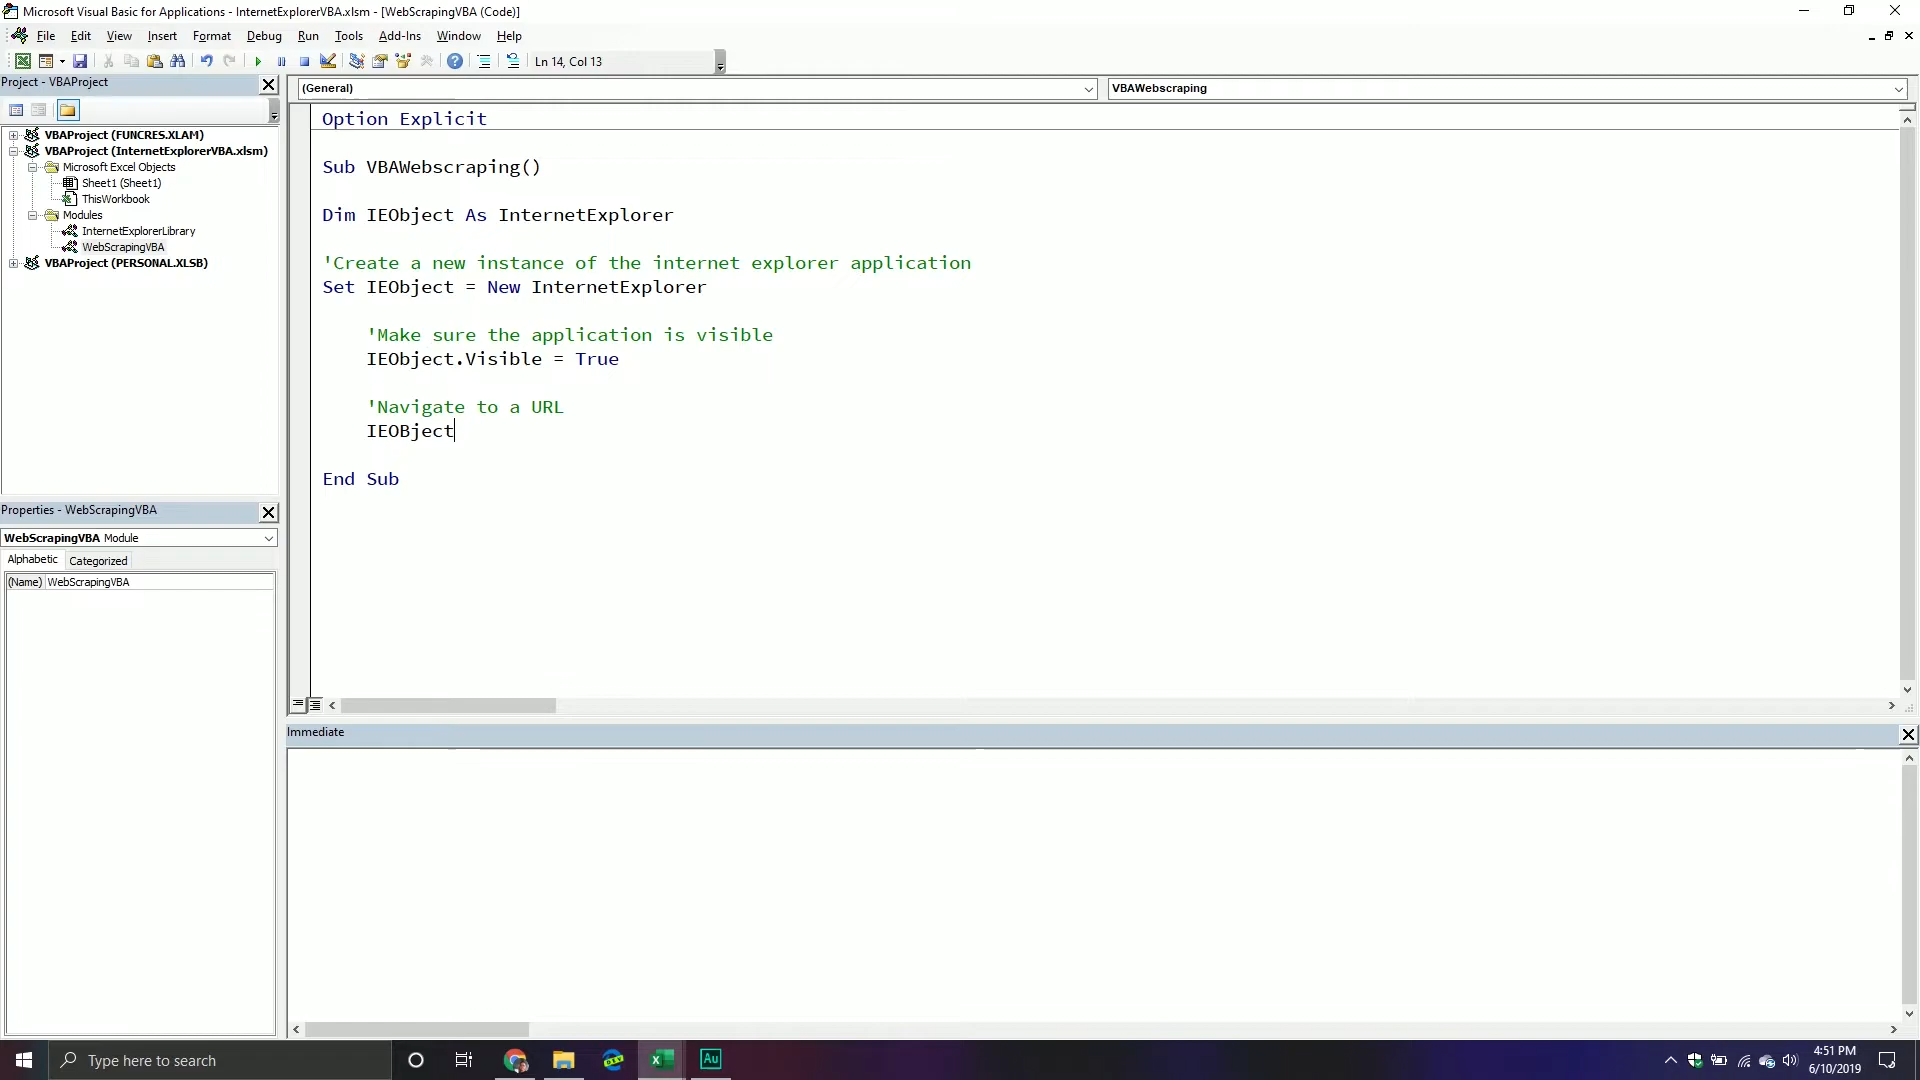 Microsoft Visual Basic for Applications - InternetExplorerVBA.xlsm - [WebScrapingVBA (Code)]
File Edit View Insert Format Debug Run Tools Add-Ins Window Help
Ln 14, Col 13
Project - VBAProject
(General)
VBAWebscraping
VBAProject (FUNCRES.XLAM)
VBAProject (InternetExplorerVBA.xlsm)
Microsoft Excel Objects
Sheet1 (Sheet1)
ThisWorkbook
Modules
InternetExplorerLibrary
WebScrapingVBA
VBAProject (PERSONAL.XLSB)
Option Explicit
Sub VBAWebscraping()
Dim IEObject As InternetExplorer
'Create a new instance of the internet explorer application
Set IEObject = New InternetExplorer
'Make sure the application is visible
IEObject.Visible = True
'Navigate to a URL
IEOBject
End Sub
Properties - WebScrapingVBA
WebScrapingVBA Module
Alphabetic Categorized
(Name) WebScrapingVBA
Immediate
Type here to search
DEV
Au
4:51 PM
6/10/2019